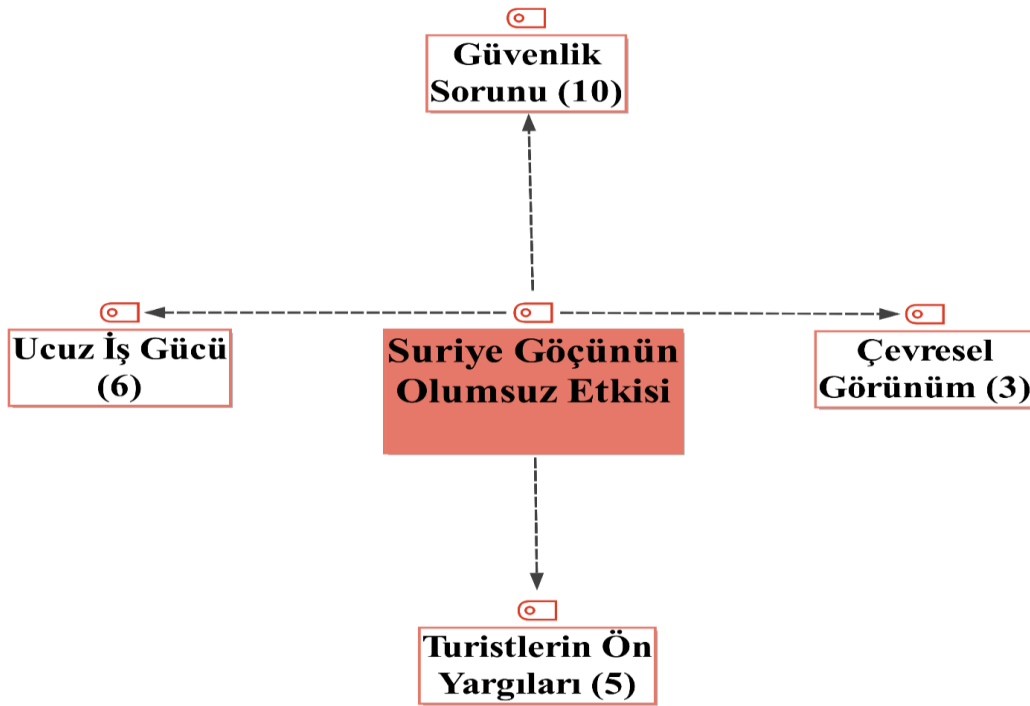 Güvenlik
Sorunu (10)
Ucuz İş Gücü
(6)
Suriye Göçünün
Olumsuz Etkisi
Çevresel
Görünüm (3)
Turistlerin Ön
Yargıları (5)